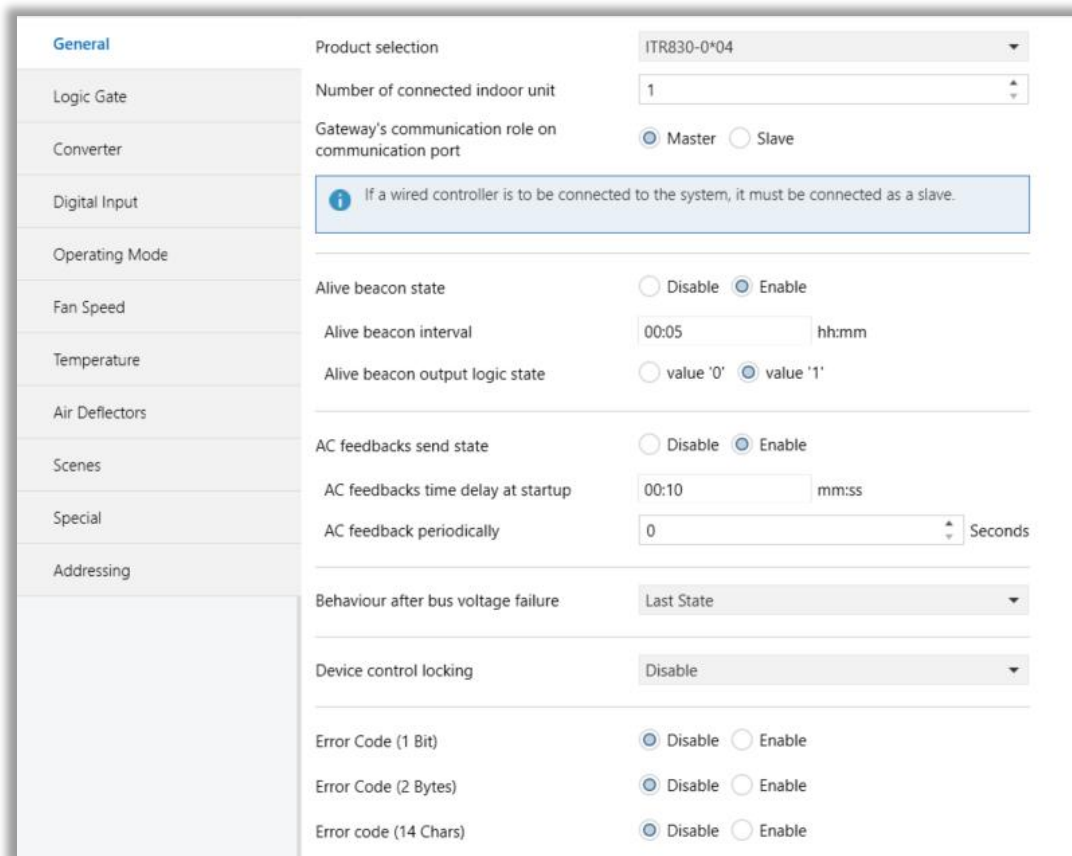 General
Logic Gate
Converter
Digital Input
Operating Mode
Fan Speed
Temperature
Air Deflectors
Scenes
Special
Addressing
Product selection ITR830-0*04
Number of connected indoor unit 1
Gateway's communication role on
communication port Master Slave
If a wired controller is to be connected to the system, it must be connected as a slave.
Alive beacon state Disable Enable
Alive beacon interval 00:05 hh:mm
Alive beacon output logic state value '0' value '1'
AC feedbacks send state Disable Enable
AC feedbacks time delay at startup 00:10 mm:ss
AC feedback periodically 0 Seconds
Behaviour after bus voltage failure Last State
Device control locking Disable
Error Code (1 Bit) Disable Enable
Error Code (2 Bytes) Disable Enable
Error code (14 Chars) Disable Enable